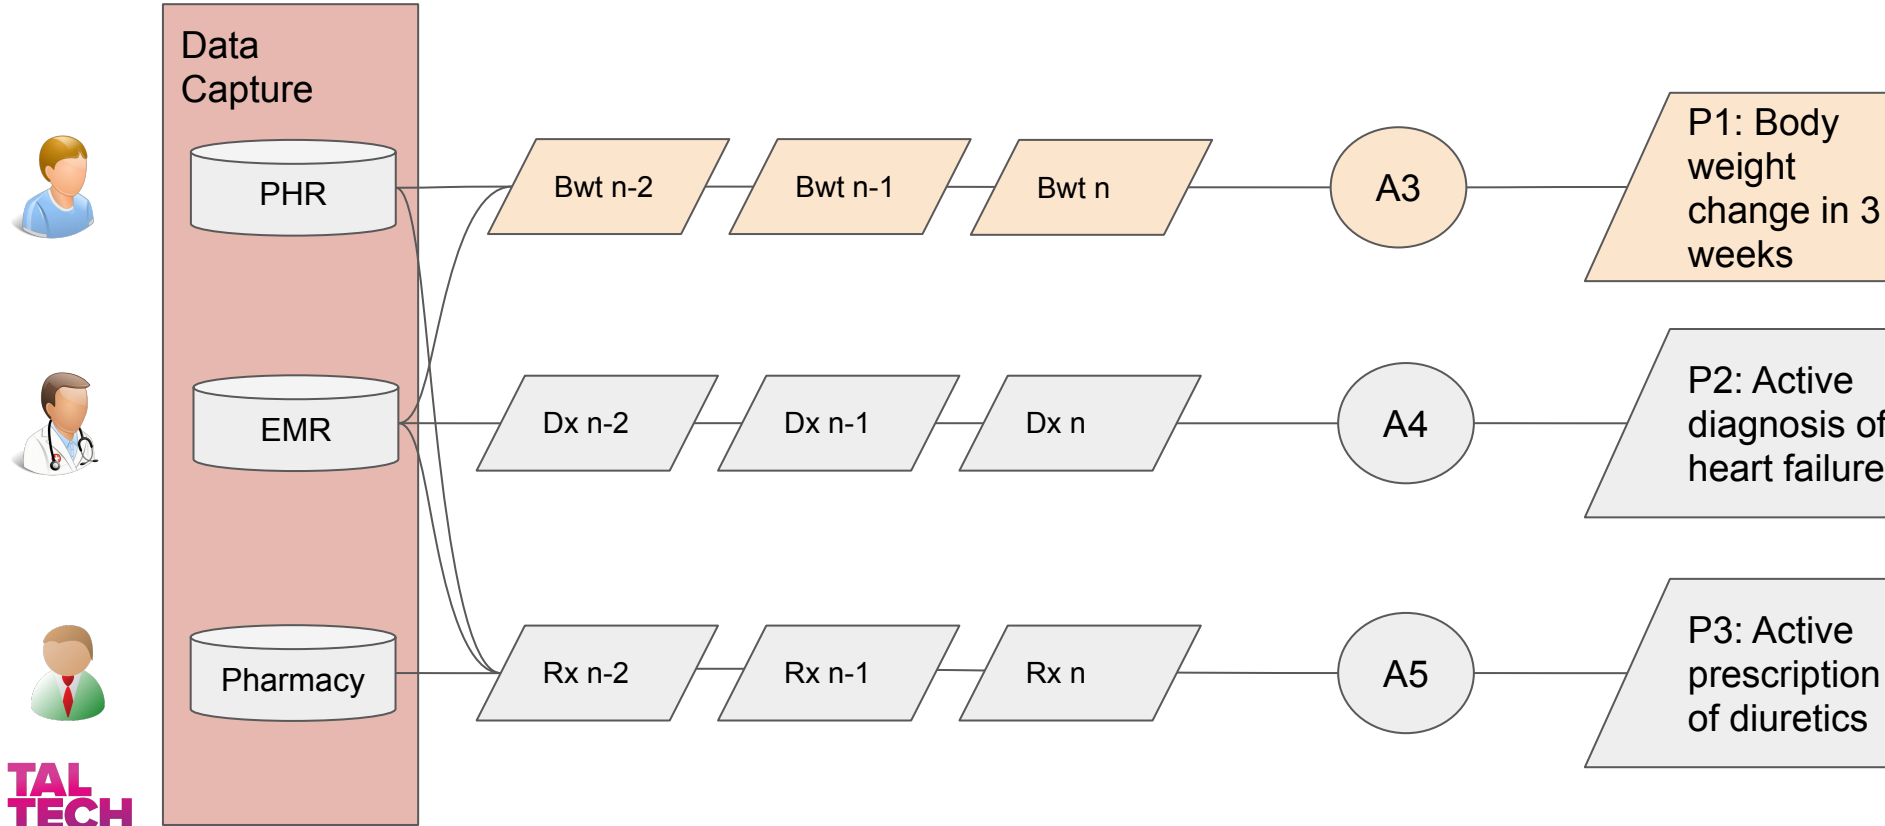 Data
Capture
PHR
Bwt n-2
Bwt n-1
Bwt n
A3
P1: Body
weight
change in 3
weeks
EMR
Dx n-2
Dx n-1
Dx n
A4
P2: Active
diagnosis of
heart failure
Pharmacy
Rx n-2
Rx n-1
Rx n
A5
P3: Active
prescription
of diuretics
TAL
TECH